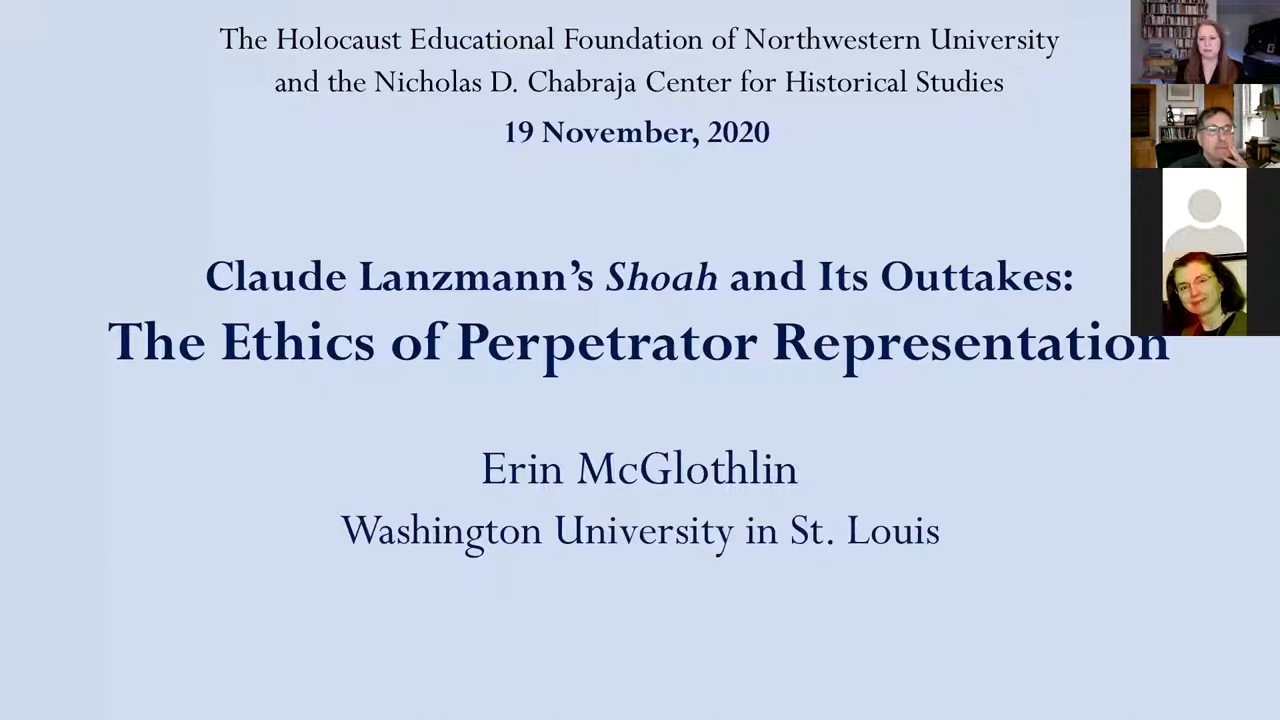 The Holocaust Educational Foundation of Northwestern University
and the Nicholas D. Chabraja Center for Historical Studies
19 November, 2020
Claude Lanzmann’s Shoah and Its Outtakes:
The Ethics of Perpetrator Representation
Erin McGlothlin
Washington University in St. Louis